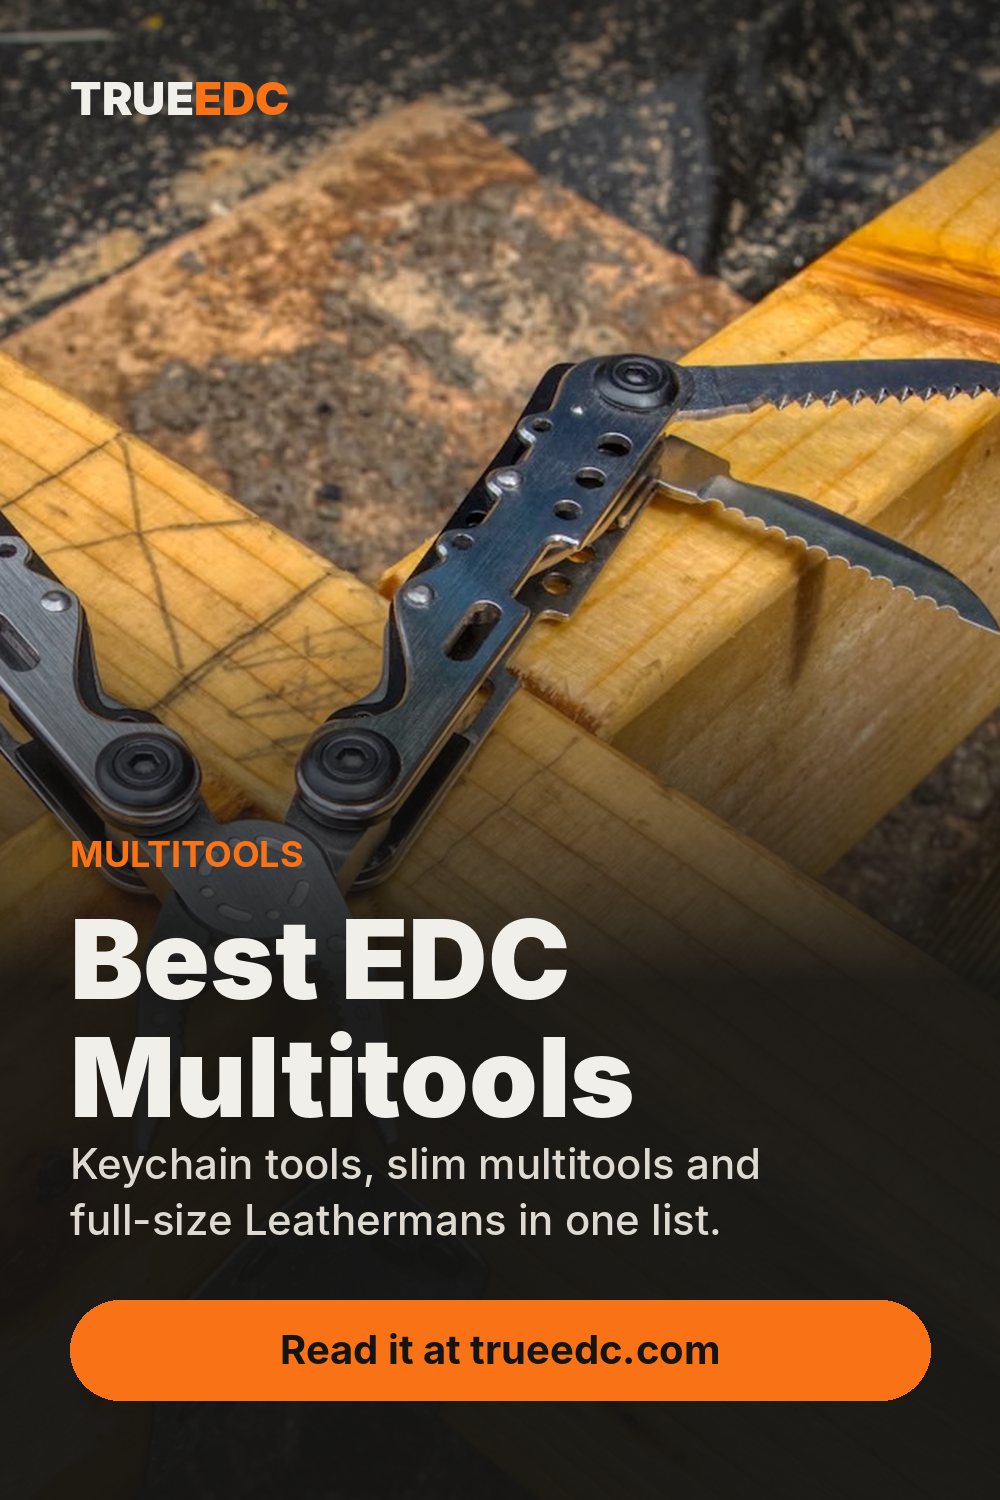 TRUEEDC
MULTITOOLS
Best EDC
Multitools
Keychain tools, slim multitools and
full-size Leathermans in one list.
Read it at trueedc.com